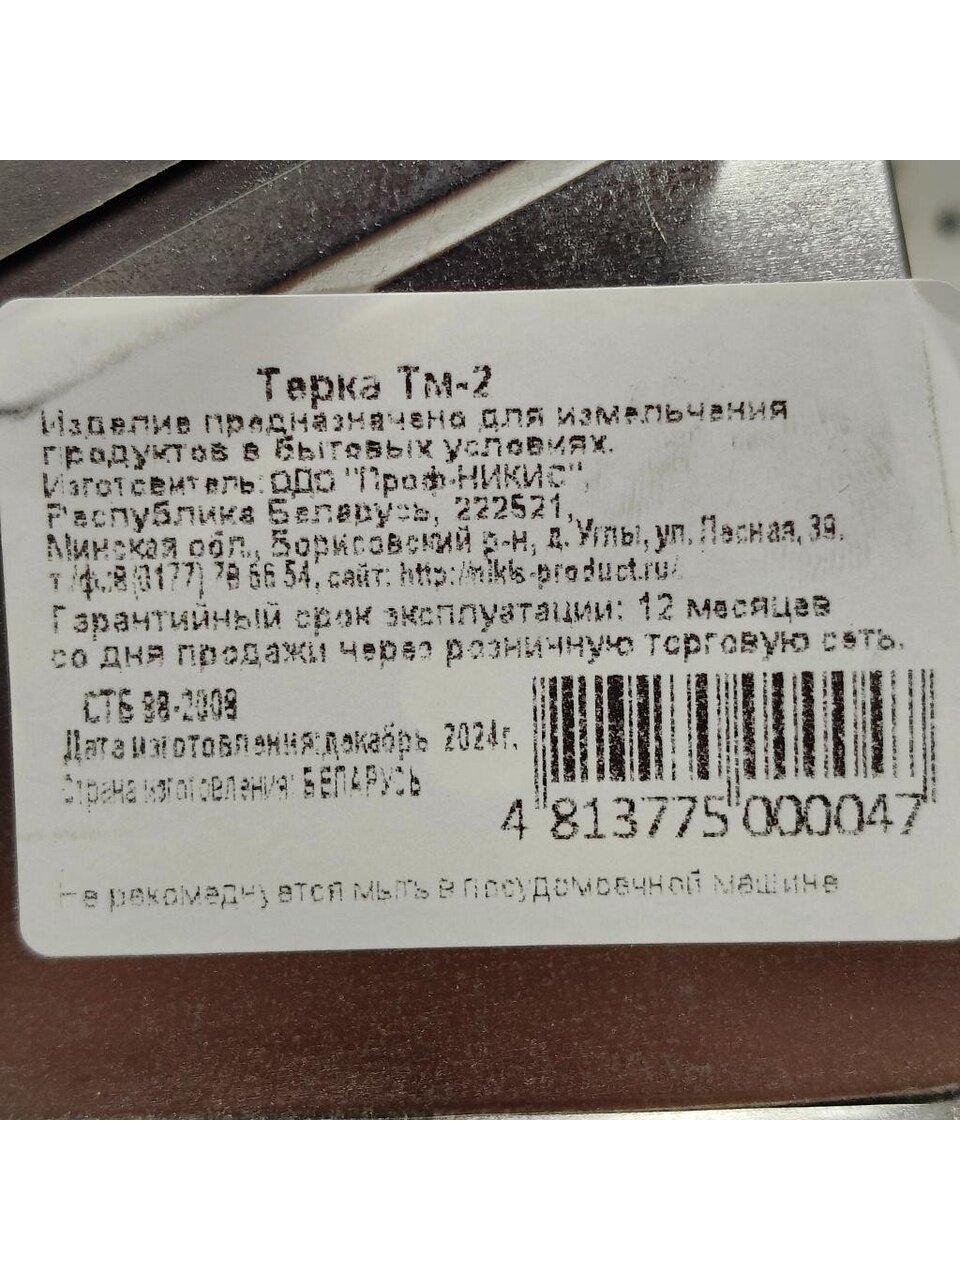 Терка Тм-2
Изделие предназначено для измельчения
продуктов в бытовых условиях.
Изготовитель: ОДО "Проф-НИКИС",
Республика Беларусь, 222521,
Минская обл., Борисовский р-н, д. Углы, ул. Лесная, 39.
т./ф.:8(0177) 78 66 54, сайт: http://nikis-product.ru/
Гарантийный срок эксплуатации: 12 месяцев
со дня продажи через розничную торговую сеть.
СТБ 98-2009
Дата изготовления:декабрь 2024г.
Страна изготовления: БЕЛАРУСЬ
4 813775 000047
Не рекомеднуется мыть в посудомоечной машине